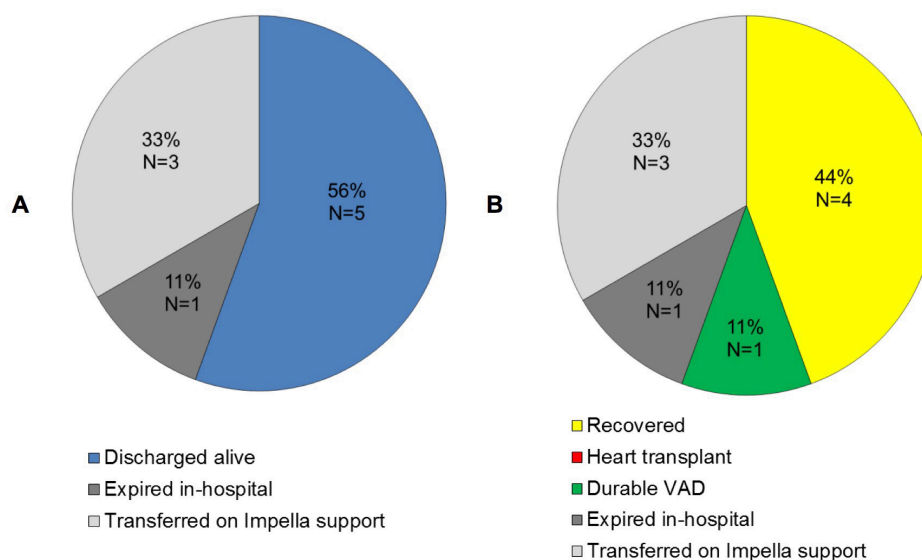 A
33%
N=3
56%
N=5
11%
N=1
Discharged alive
Expired in-hospital
Transferred on Impella support
B
33%
N=3
44%
N=4
11%
N=1
11%
N=1
Recovered
Heart transplant
Durable VAD
Expired in-hospital
Transferred on Impella support